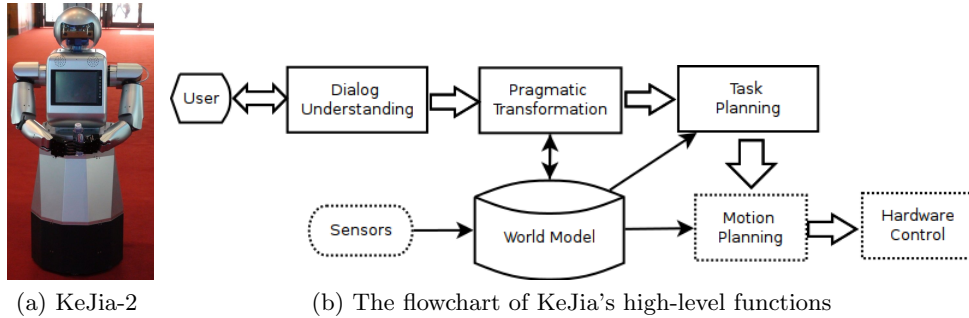 User
Dialog
Understanding
Pragmatic
Transformation
Task
Planning
Sensors
World Model
Motion
Planning
Hardware
Control
(a) KeJia-2
(b) The flowchart of KeJia's high-level functions